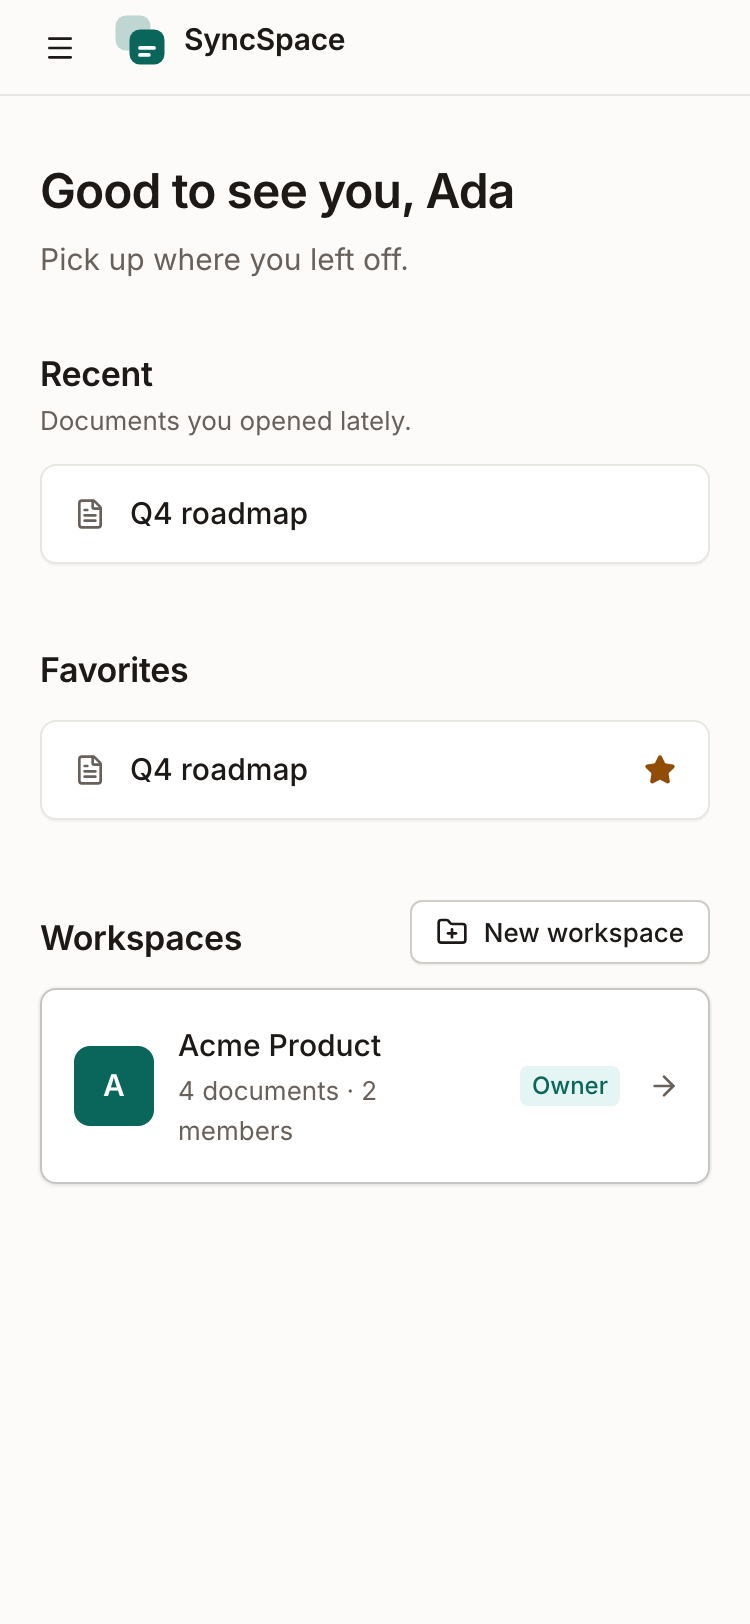 SyncSpace
Good to see you, Ada
Pick up where you left off.
Recent
Documents you opened lately.
Q4 roadmap
Favorites
Q4 roadmap
Workspaces
New workspace
A
Acme Product
4 documents · 2
members
Owner